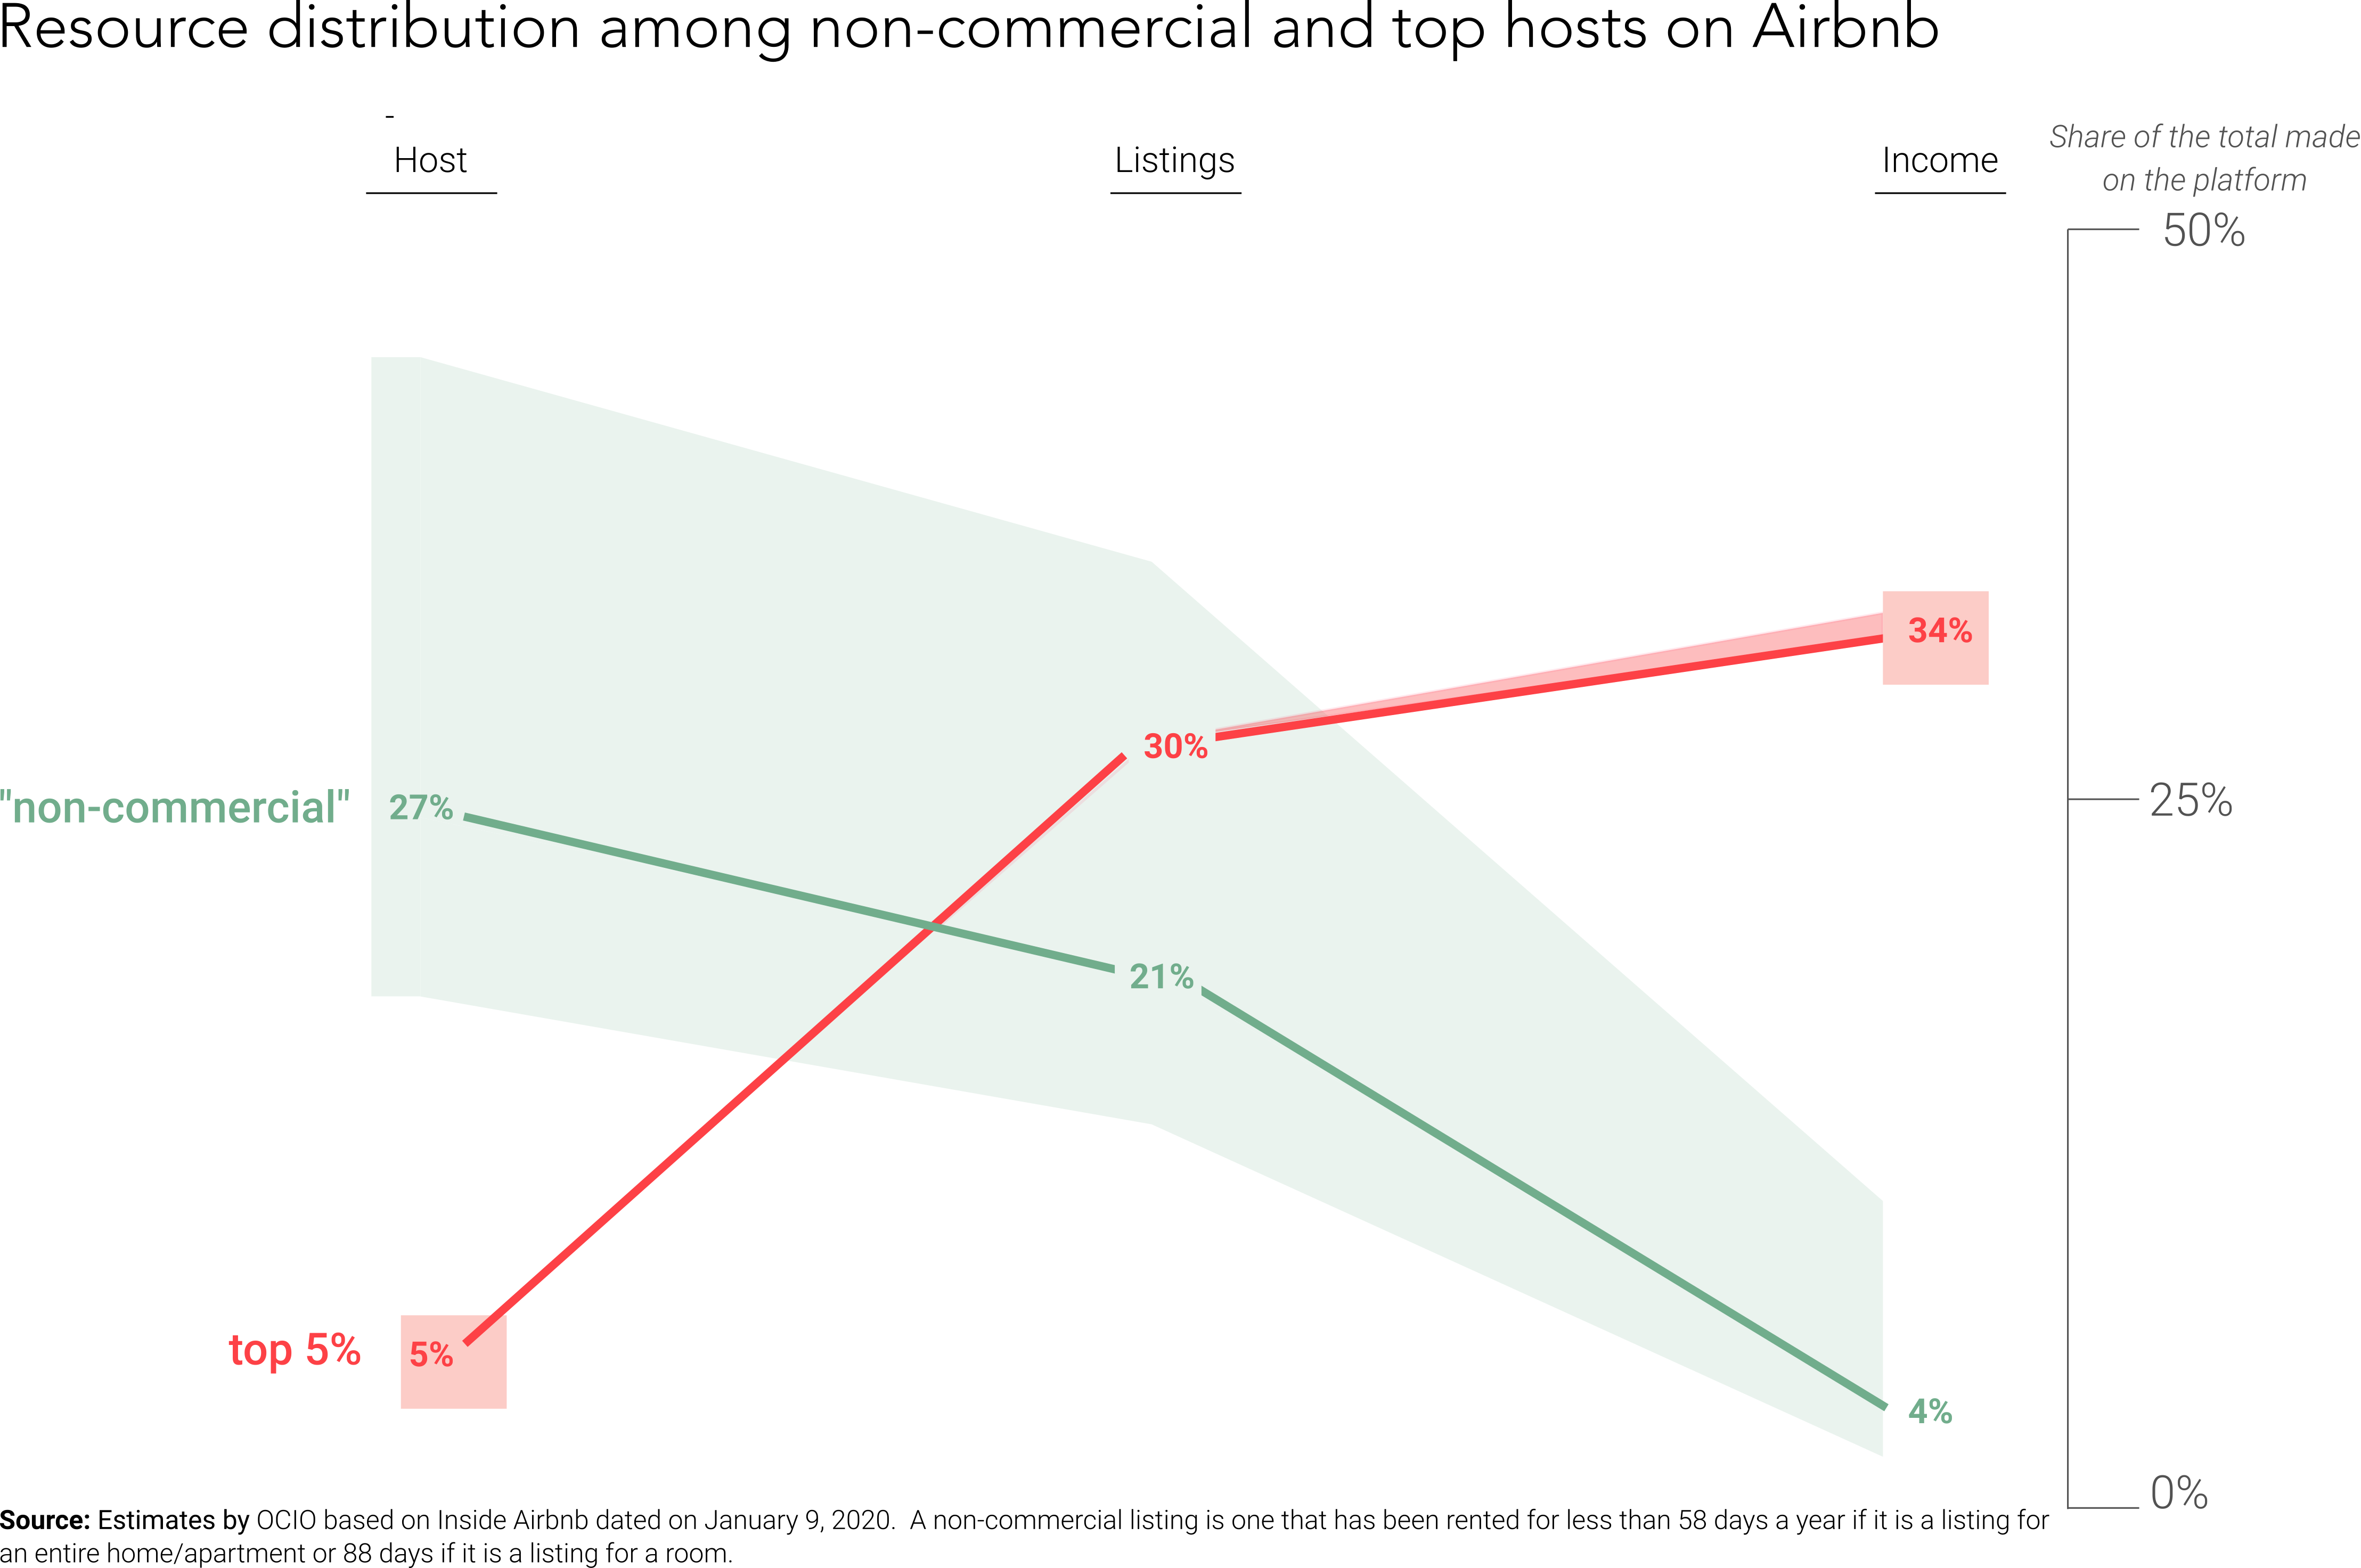 Resource distribution among non-commercial and top hosts on Airbnb
-
Host
Listings
Income
Share of the total made
on the platform
50%
34%
30%
25%
"non-commercial" 27%
21%
top 5% 5%
4%
0%
Source: Estimates by OCIO based on Inside Airbnb dated on January 9, 2020. A non-commercial listing is one that has been rented for less than 58 days a year if it is a listing for
an entire home/apartment or 88 days if it is a listing for a room.